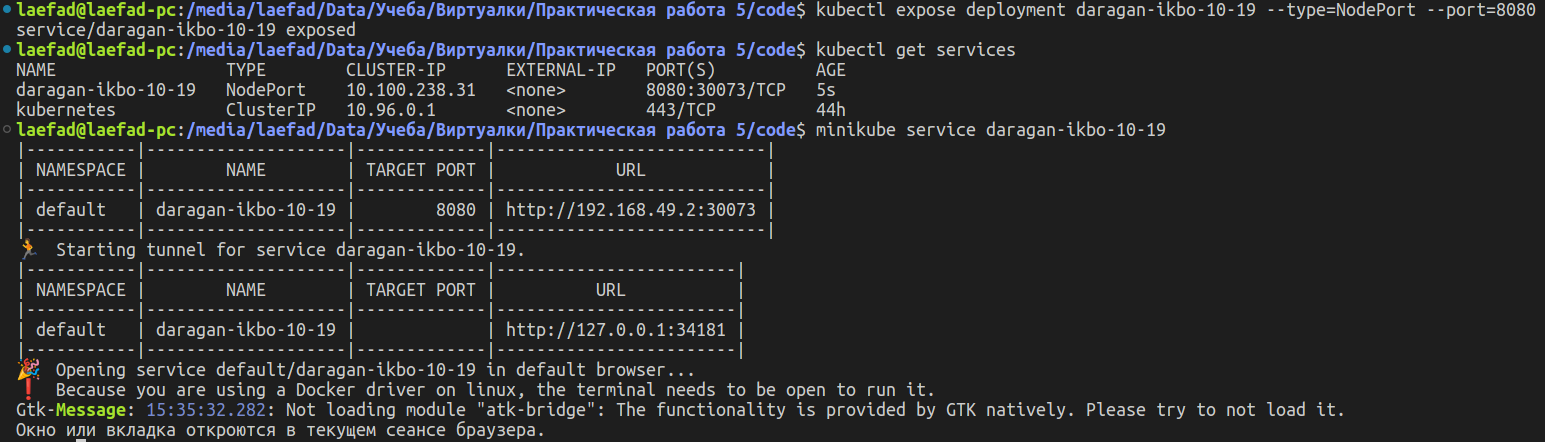 laefad@laefad-pc:/media/laefad/Data/Учеба/Виртуалки/Практическая работа 5/code$ kubectl expose deployment daragan-ikbo-10-19 --type=NodePort --port=8080
service/daragan-ikbo-10-19 exposed
laefad@laefad-pc:/media/laefad/Data/Учеба/Виртуалки/Практическая работа 5/code$ kubectl get services
NAME                 TYPE        CLUSTER-IP      EXTERNAL-IP   PORT(S)          AGE
daragan-ikbo-10-19   NodePort    10.100.238.31   <none>        8080:30073/TCP   5s
kubernetes           ClusterIP   10.96.0.1       <none>        443/TCP          44h
laefad@laefad-pc:/media/laefad/Data/Учеба/Виртуалки/Практическая работа 5/code$ minikube service daragan-ikbo-10-19
|-----------|--------------------|-------------|---------------------------|
| NAMESPACE |        NAME        | TARGET PORT |            URL            |
|-----------|--------------------|-------------|---------------------------|
| default   | daragan-ikbo-10-19 |        8080 | http://192.168.49.2:30073 |
|-----------|--------------------|-------------|---------------------------|
🏃 Starting tunnel for service daragan-ikbo-10-19.
|-----------|--------------------|-------------|------------------------|
| NAMESPACE |        NAME        | TARGET PORT |          URL           |
|-----------|--------------------|-------------|------------------------|
| default   | daragan-ikbo-10-19 |             | http://127.0.0.1:34181 |
|-----------|--------------------|-------------|------------------------|
🎉 Opening service default/daragan-ikbo-10-19 in default browser...
❗ Because you are using a Docker driver on linux, the terminal needs to be open to run it.
Gtk-Message: 15:35:32.282: Not loading module "atk-bridge": The functionality is provided by GTK natively. Please try to not load it.
Окно или вкладка откроются в текущем сеансе браузера.